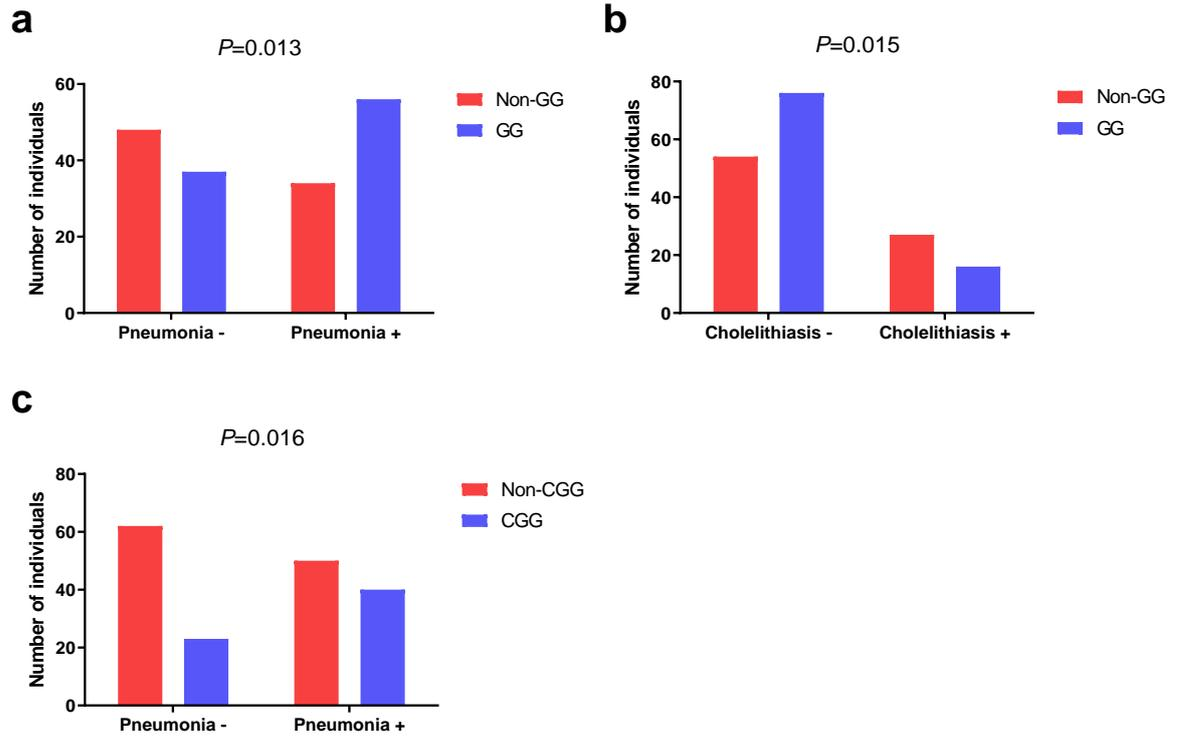 a
P=0.013
Number of individuals
60
40
20
0
Pneumonia -
Pneumonia +
Non-GG
GG
b
P=0.015
Number of individuals
80
60
40
20
0
Cholelithiasis -
Cholelithiasis +
Non-GG
GG
c
P=0.016
Number of individuals
80
60
40
20
0
Pneumonia -
Pneumonia +
Non-CGG
CGG